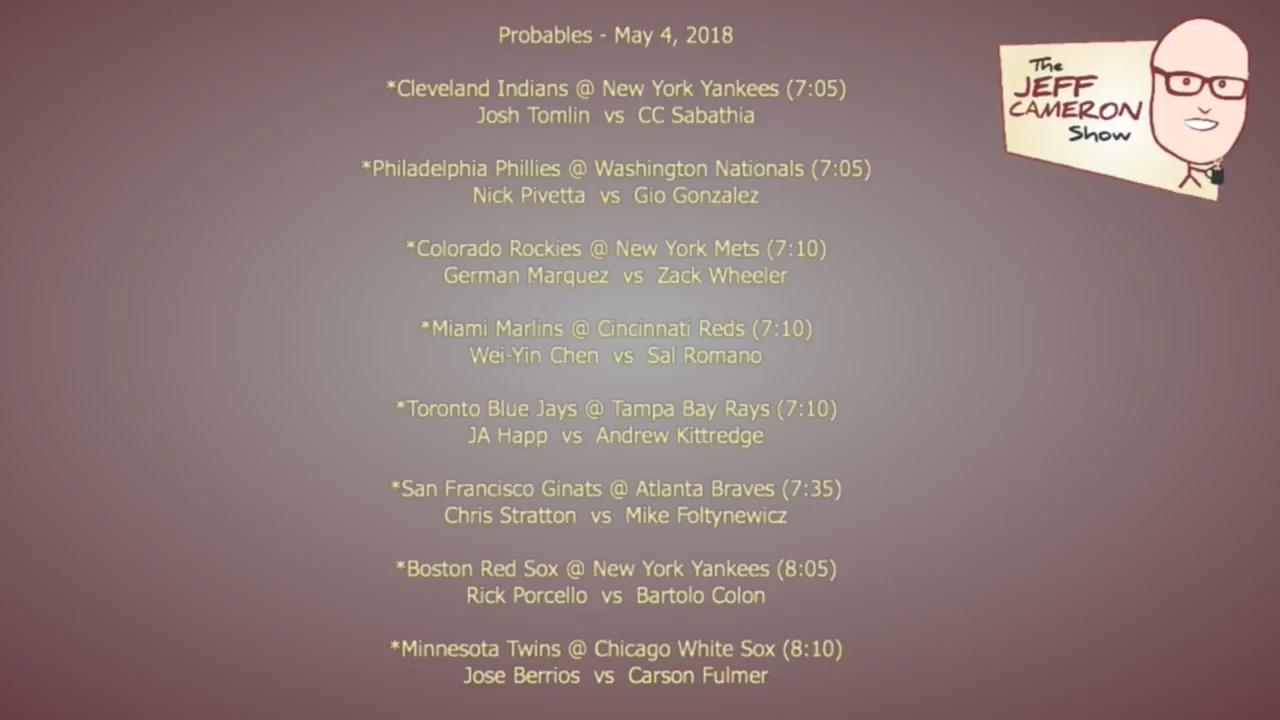 Probables - May 4, 2018
*Cleveland Indians @ New York Yankees (7:05)
Josh Tomlin vs CC Sabathia
*Philadelphia Phillies @ Washington Nationals (7:05)
Nick Pivetta vs Gio Gonzalez
*Colorado Rockies @ New York Mets (7:10)
German Marquez vs Zack Wheeler
*Miami Marlins @ Cincinnati Reds (7:10)
Wei-Yin Chen vs Sal Romano
*Toronto Blue Jays @ Tampa Bay Rays (7:10)
JA Happ vs Andrew Kittredge
*San Francisco Ginats @ Atlanta Braves (7:35)
Chris Stratton vs Mike Foltynewicz
*Boston Red Sox @ New York Yankees (8:05)
Rick Porcello vs Bartolo Colon
*Minnesota Twins @ Chicago White Sox (8:10)
Jose Berrios vs Carson Fulmer
The
JEFF
CAMERON
Show